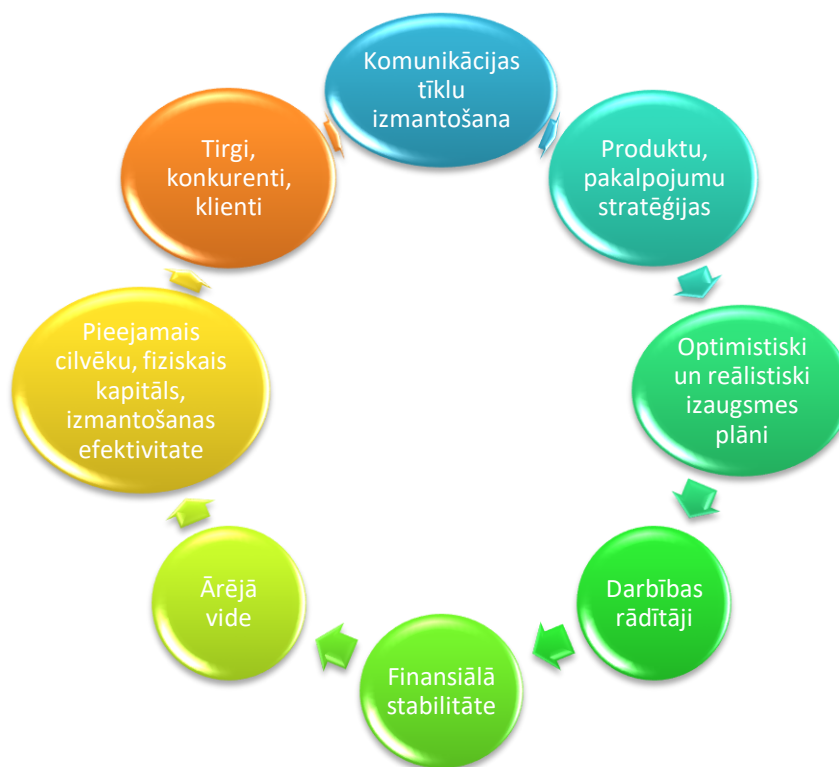 Komunikācijas
tīklu
izmantošana
Produktu,
pakalpojumu
stratēģijas
Optimistiski
un reālistiski
izaugsmes
plāni
Darbības
rādītāji
Finansiālā
stabilitāte
Ārējā
vide
Pieejamais
cilvēku, fiziskais
kapitāls,
izmantošanas
efektivitate
Tirgi,
konkurenti,
klienti